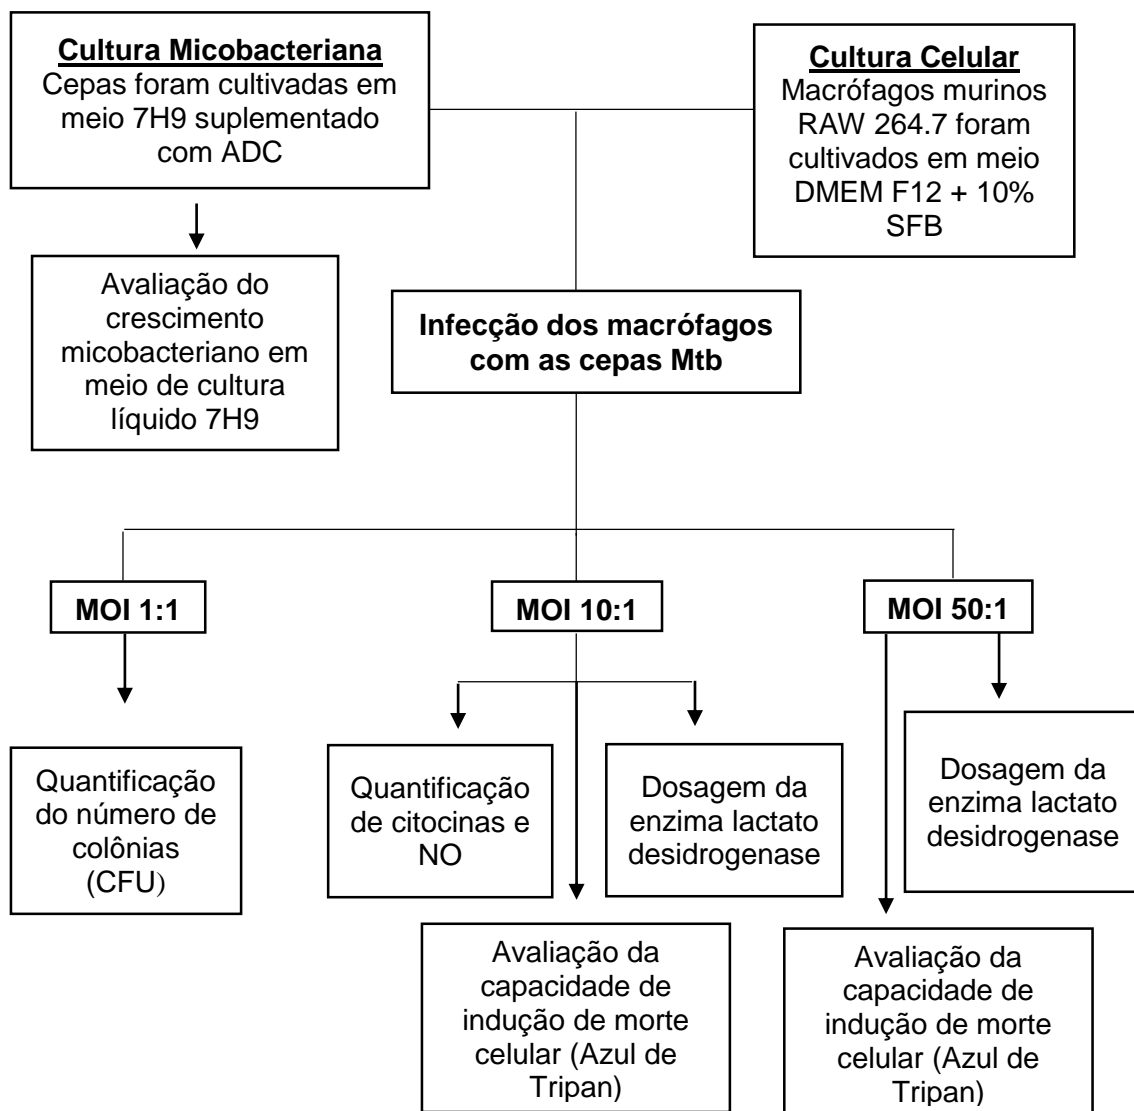 Cultura Micobacteriana
Cepas foram cultivadas em
meio 7H9 suplementado
com ADC
Cultura Celular
Macrófagos murinos
RAW 264.7 foram
cultivados em meio
DMEM F12 + 10%
SFB
Avaliação do
crescimento
micobacteriano em
meio de cultura
líquido 7H9
Infecção dos macrófagos
com as cepas Mtb
MOI 1:1
MOI 10:1
MOI 50:1
Quantificação
do número de
colônias
(CFU)
Quantificação
de citocinas e
NO
Dosagem da
enzima lactato
desidrogenase
Dosagem da
enzima lactato
desidrogenase
Avaliação da
capacidade de
indução de morte
celular (Azul de
Tripan)
Avaliação da
capacidade de
indução de morte
celular (Azul de
Tripan)